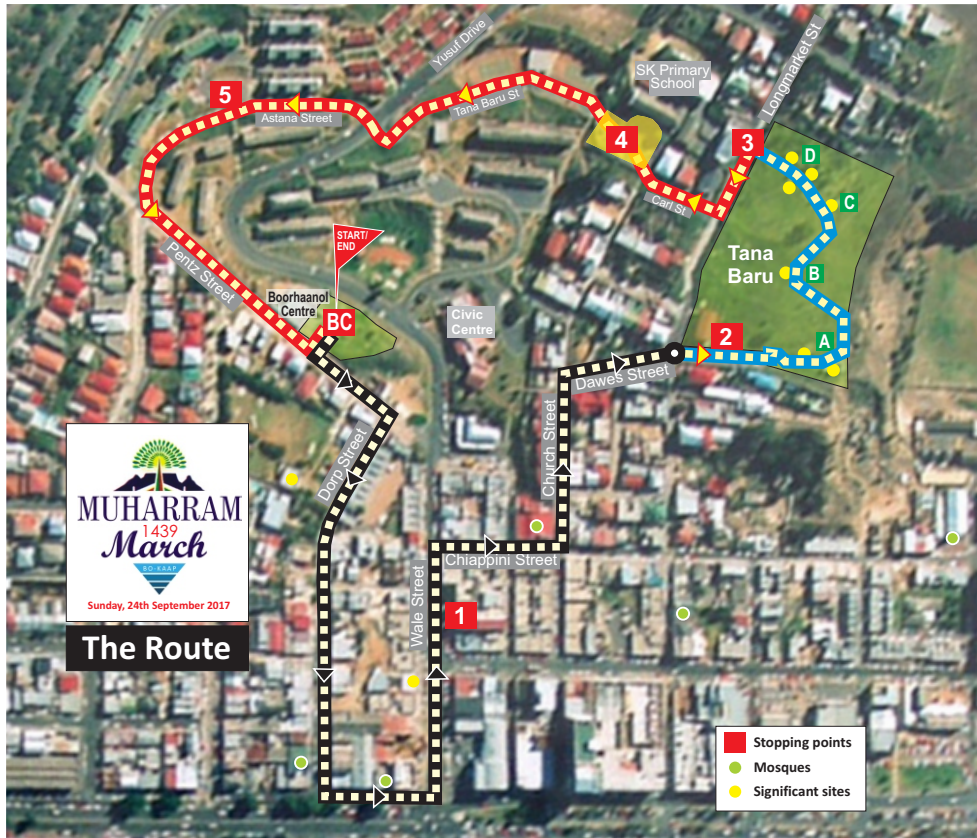 Yusuf Drive
SK Primary
School
Longmarket St
5
Astana Street
Tana Baru St
4
3
D
C
Carl St
Tana
Baru
B
A
Pentz Street
START/
END
Boorhaanol
Centre
BC
Civic
Centre
2
Dawes Street
Church Street
Dorp Street
Chiappini Street
Wale Street
1
MUHARRAM
1439
March
BO-KAAP
Sunday, 24th September 2017
The Route
Stopping points
Mosques
Significant sites